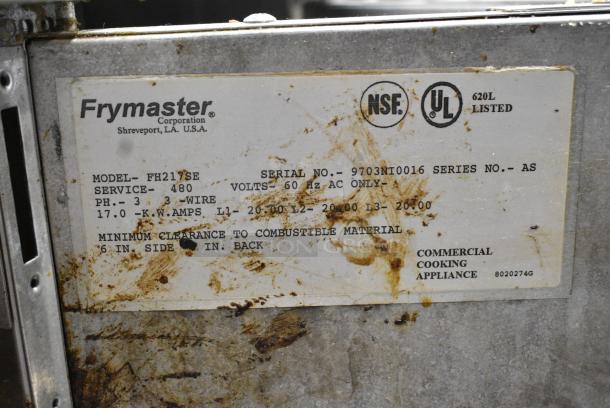 Frymaster®
Corporation
Shreveport, LA. U.S.A.
NSF®
UL®
620L
LISTED
MODEL- FH217SE SERIAL NO.- 9703NI0016 SERIES NO.- AS
SERVICE- 480 VOLTS- 60 Hz AC ONLY-
PH.- 3 3 -WIRE
17.0 -K.W.AMPS L1- 20.00 L2- 20.00 L3- 20.00
MINIMUM CLEARANCE TO COMBUSTIBLE MATERIAL
6 IN. SIDE IN. BACK
COMMERCIAL
COOKING
APPLIANCE 8020274G